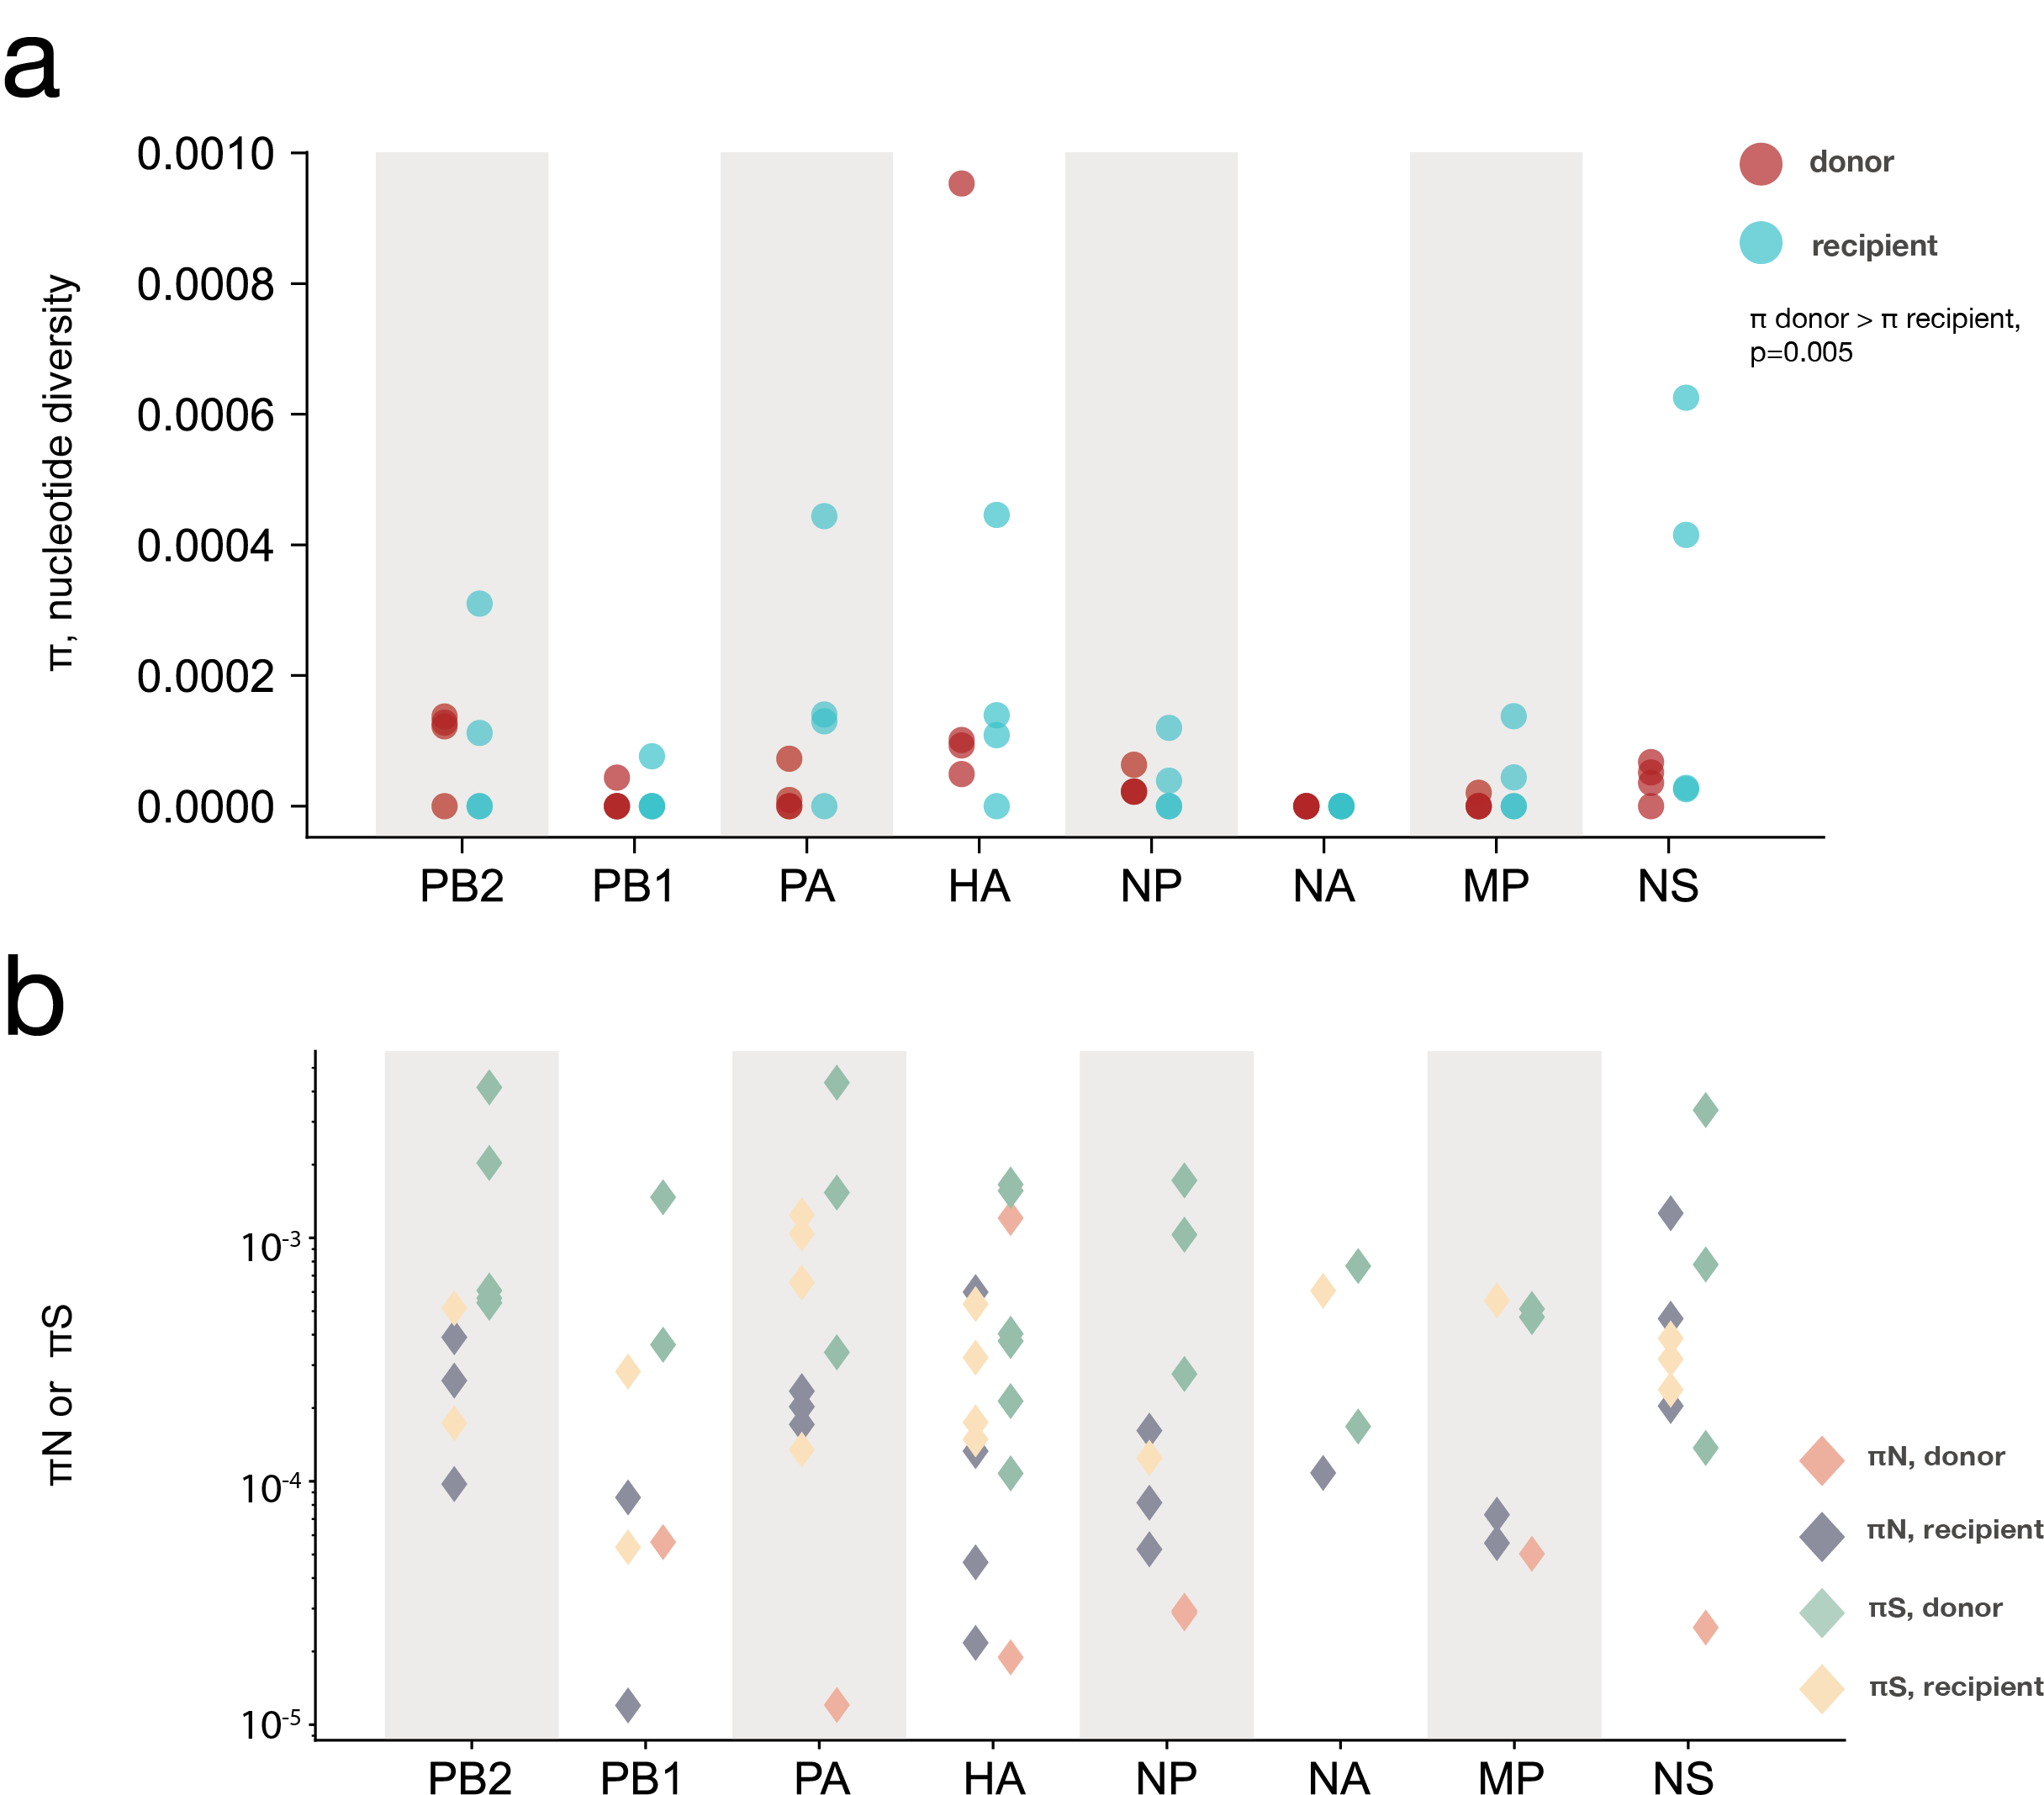 a
0.0010
0.0008
0.0006
0.0004
0.0002
0.0000
π, nucleotide diversity
PB2 PB1 PA HA NP NA MP NS
donor
recipient
π donor > π recipient,
p=0.005
b
10-3
10-4
10-5
πN or πS
PB2 PB1 PA HA NP NA MP NS
πN, donor
πN, recipient
πS, donor
πS, recipient